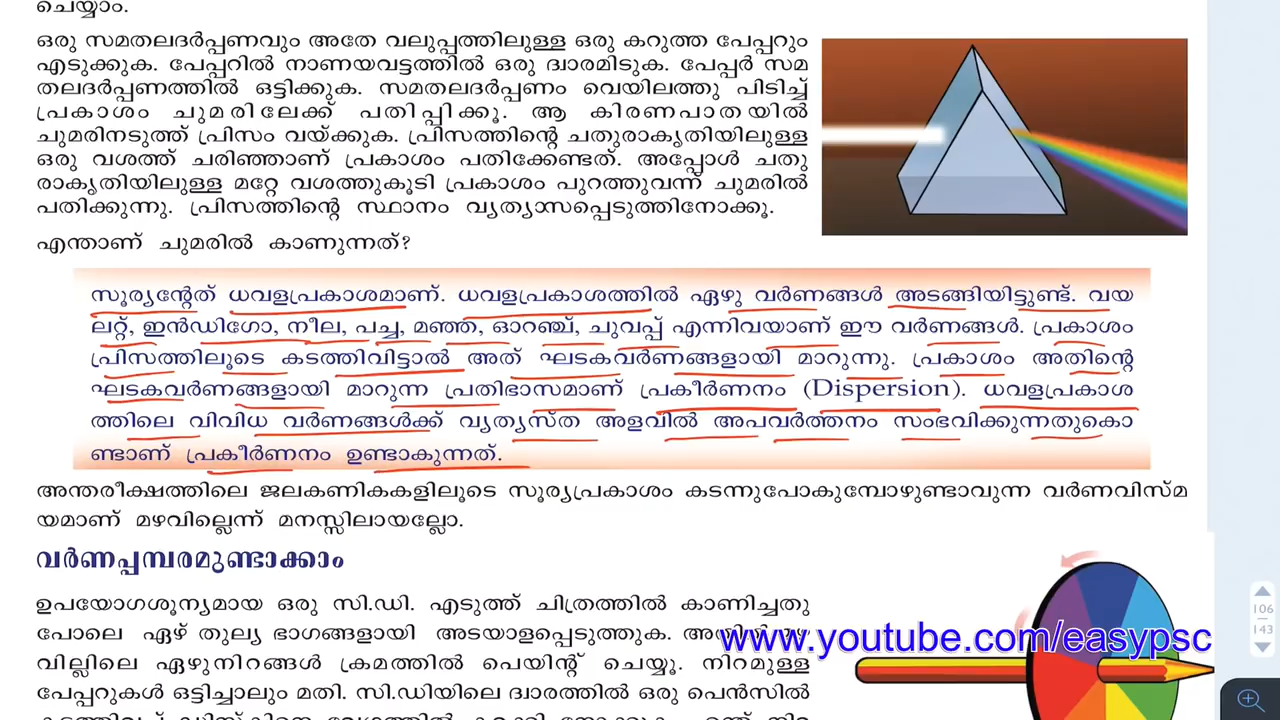 ചെയ്യാം.
ഒരു സമതലദർപ്പണവും അതേ വലുപ്പത്തിലുള്ള ഒരു കറുത്ത പേപ്പറും
എടുക്കുക. പേപ്പറിൽ നാണയവട്ടത്തിൽ ഒരു ദ്വാരമിടുക. പേപ്പർ സമ
തലദർപ്പണത്തിൽ ഒട്ടിക്കുക. സമതലദർപ്പണം വെയിലത്തു പിടിച്ച്
പ്രകാശം ചുമരിലേക്ക് പതിപ്പിക്കൂ. ആ കിരണപാതയിൽ
ചുമരിനടുത്ത് പ്രിസം വയ്ക്കുക. പ്രിസത്തിന്റെ ചതുരാകൃതിയിലുള്ള
ഒരു വശത്ത് ചരിഞ്ഞാണ് പ്രകാശം പതിക്കേണ്ടത്. അപ്പോൾ ചതു
രാകൃതിയിലുള്ള മറ്റേ വശത്തുകൂടി പ്രകാശം പുറത്തുവന്ന് ചുമരിൽ
പതിക്കുന്നു. പ്രിസത്തിന്റെ സ്ഥാനം വ്യത്യാസപ്പെടുത്തിനോക്കൂ.
എന്താണ് ചുമരിൽ കാണുന്നത്?
സൂര്യന്റേത് ധവളപ്രകാശമാണ്. ധവളപ്രകാശത്തിൽ ഏഴു വർണങ്ങൾ അടങ്ങിയിട്ടുണ്ട്. വയ
ലറ്റ്, ഇൻഡിഗോ, നീല, പച്ച, മഞ്ഞ, ഓറഞ്ച്, ചുവപ്പ് എന്നിവയാണ് ഈ വർണങ്ങൾ. പ്രകാശം
പ്രിസത്തിലൂടെ കടത്തിവിട്ടാൽ അത് ഘടകവർണങ്ങളായി മാറുന്നു. പ്രകാശം അതിന്റെ
ഘടകവർണങ്ങളായി മാറുന്ന പ്രതിഭാസമാണ് പ്രകീർണനം (Dispersion). ധവളപ്രകാശ
ത്തിലെ വിവിധ വർണങ്ങൾക്ക് വ്യത്യസ്ത അളവിൽ അപവർത്തനം സംഭവിക്കുന്നതുകൊ
ണ്ടാണ് പ്രകീർണനം ഉണ്ടാകുന്നത്.
അന്തരീക്ഷത്തിലെ ജലകണികകളിലൂടെ സൂര്യപ്രകാശം കടന്നുപോകുമ്പോഴുണ്ടാവുന്ന വർണവിസ്മ
യമാണ് മഴവില്ലെന്ന് മനസ്സിലായല്ലോ.
വർണപ്പമ്പരമുണ്ടാക്കാം
ഉപയോഗശൂന്യമായ ഒരു സി.ഡി. എടുത്ത് ചിത്രത്തിൽ കാണിച്ചതു
പോലെ ഏഴ് തുല്യ ഭാഗങ്ങളായി അടയാളപ്പെടുത്തുക.
www.youtube.com/easypsc
വില്ലിലെ ഏഴുനിറങ്ങൾ ക്രമത്തിൽ പെയിന്റ് ചെയ്യൂ. നിറമുള്ള
പേപ്പറുകൾ ഒട്ടിച്ചാലും മതി. സി.ഡിയിലെ ദ്വാരത്തിൽ ഒരു പെൻസിൽ
106
143